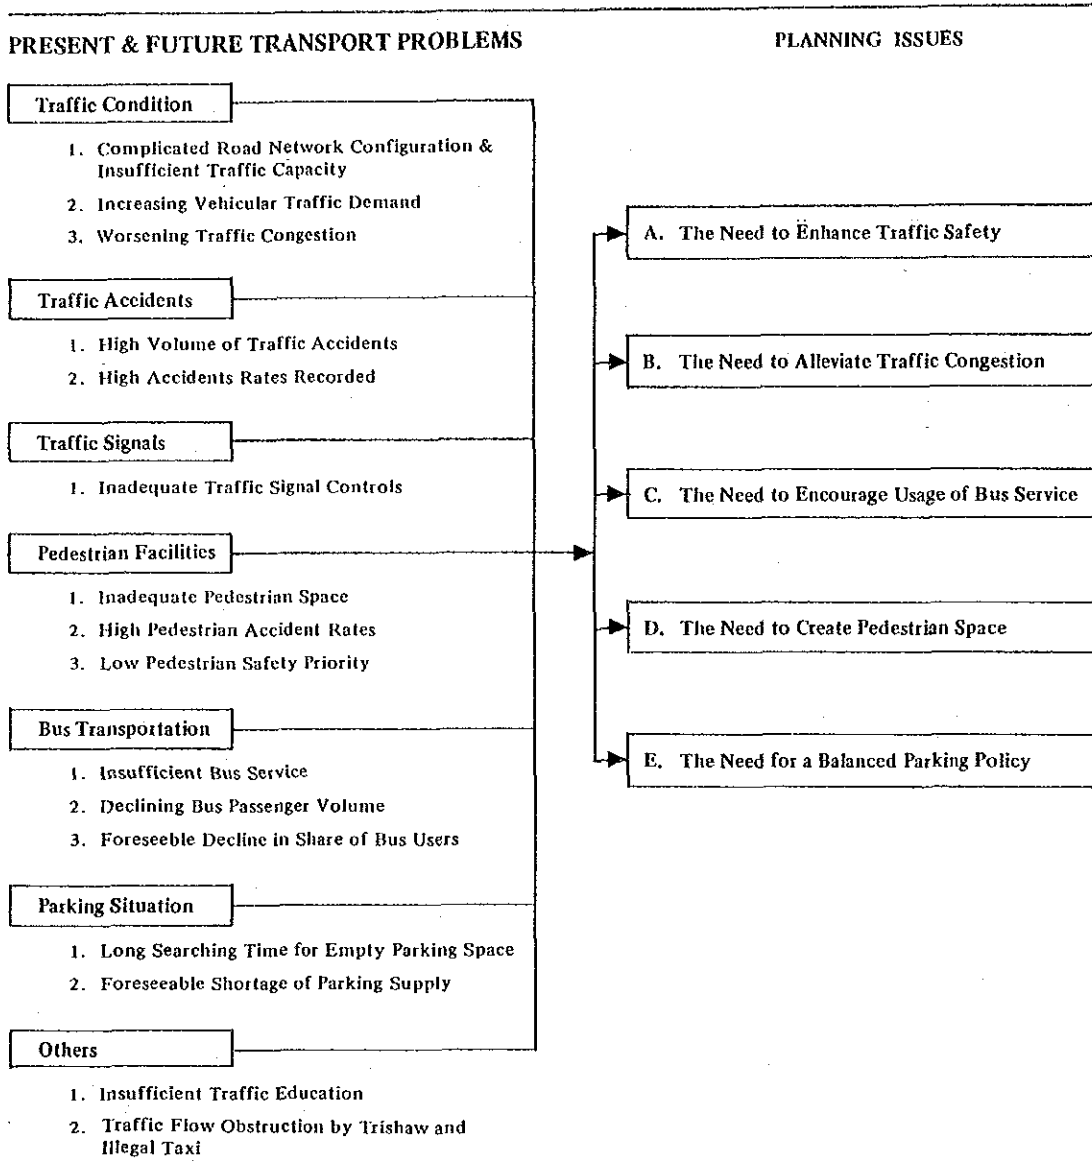 PRESENT & FUTURE TRANSPORT PROBLEMS
Traffic Condition
1. Complicated Road Network Configuration &
Insufficient Traffic Capacity
2. Increasing Vehicular Traffic Demand
3. Worsening Traffic Congestion
Traffic Accidents
1. High Volume of Traffic Accidents
2. High Accidents Rates Recorded
Traffic Signals
1. Inadequate Traffic Signal Controls
Pedestrian Facilities
1. Inadequate Pedestrian Space
2. High Pedestrian Accident Rates
3. Low Pedestrian Safety Priority
Bus Transportation
1. Insufficient Bus Service
2. Declining Bus Passenger Volume
3. Foreseeble Decline in Share of Bus Users
Parking Situation
1. Long Searching Time for Empty Parking Space
2. Foreseeable Shortage of Parking Supply
Others
1. Insufficient Traffic Education
2. Traffic Flow Obstruction by Trishaw and
Illegal Taxi
PLANNING ISSUES
A. The Need to Enhance Traffic Safety
B. The Need to Alleviate Traffic Congestion
C. The Need to Encourage Usage of Bus Service
D. The Need to Create Pedestrian Space
E. The Need for a Balanced Parking Policy